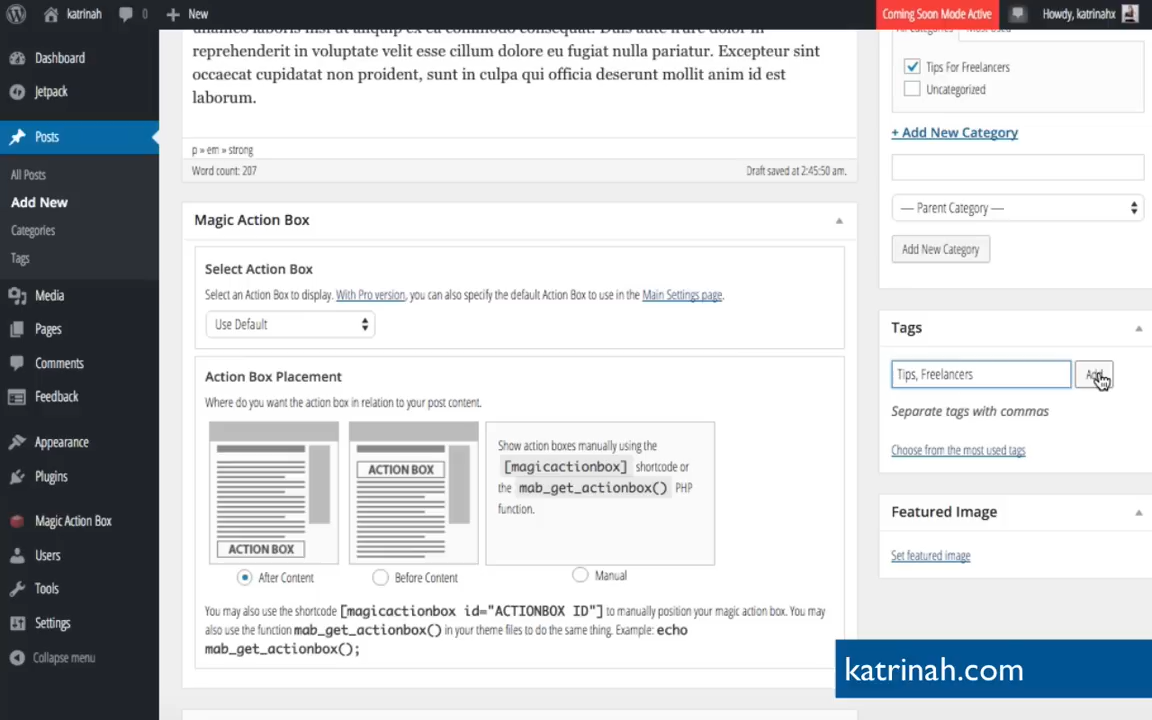 katrinah
0
New
Coming Soon Mode Active
Howdy, katrinahx
Dashboard
Jetpack
Posts
All Posts
Add New
Categories
Tags
Media
Pages
Comments
Feedback
Appearance
Plugins
Magic Action Box
Users
Tools
Settings
Collapse menu
reprehenderit in voluptate velit esse cillum dolore eu fugiat nulla pariatur. Excepteur sint
occaecat cupidatat non proident, sunt in culpa qui officia deserunt mollit anim id est
laborum.
p » em » strong
Word count: 207
Draft saved at 2:45:50 am.
Magic Action Box
Select Action Box
Select an Action Box to display. With Pro version, you can also specify the default Action Box to use in the Main Settings page.
Use Default
Action Box Placement
Where do you want the action box in relation to your post content.
ACTION BOX
ACTION BOX
Show action boxes manually using the
[magicactionbox] shortcode or
the mab_get_actionbox() PHP
function.
After Content
Before Content
Manual
You may also use the shortcode [magicactionbox id="ACTIONBOX ID"] to manually position your magic action box. You may
also use the function mab_get_actionbox() in your theme files to do the same thing. Example: echo
mab_get_actionbox();
Tips For Freelancers
Uncategorized
+ Add New Category
— Parent Category —
Add New Category
Tags
Tips, Freelancers
Add
Separate tags with commas
Choose from the most used tags
Featured Image
Set featured image
katrinah.com